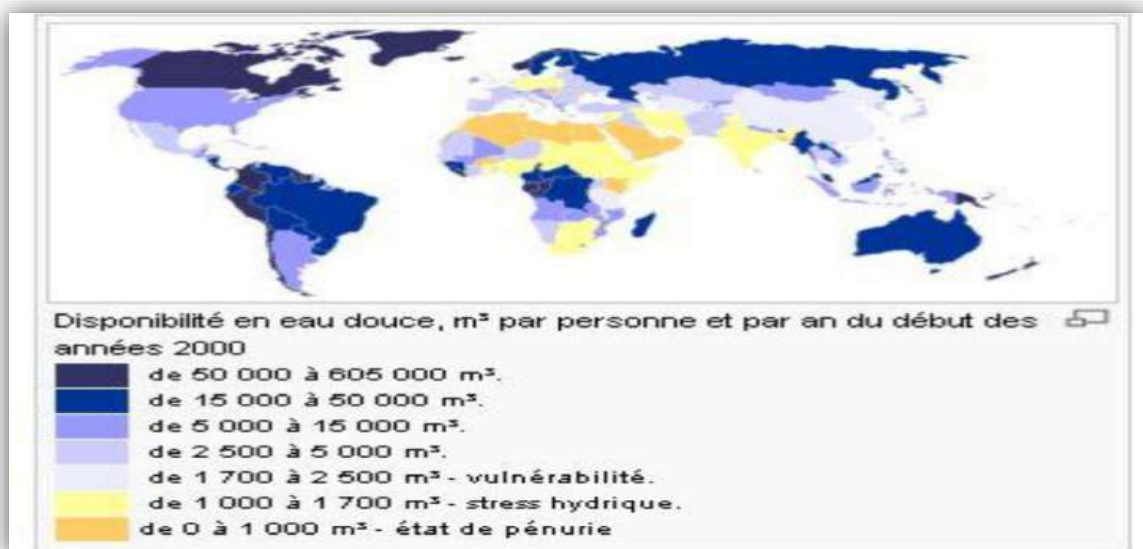 Disponibilité en eau douce, m³ par personne et par an du début des
années 2000
de 50 000 à 605 000 m³.
de 15 000 à 50 000 m³.
de 5 000 à 15 000 m³.
de 2 500 à 5 000 m³.
de 1 700 à 2 500 m³- vulnérabilité.
de 1 000 à 1 700 m³- stress hydrique.
de 0 à 1 000 m³- état de pénurie